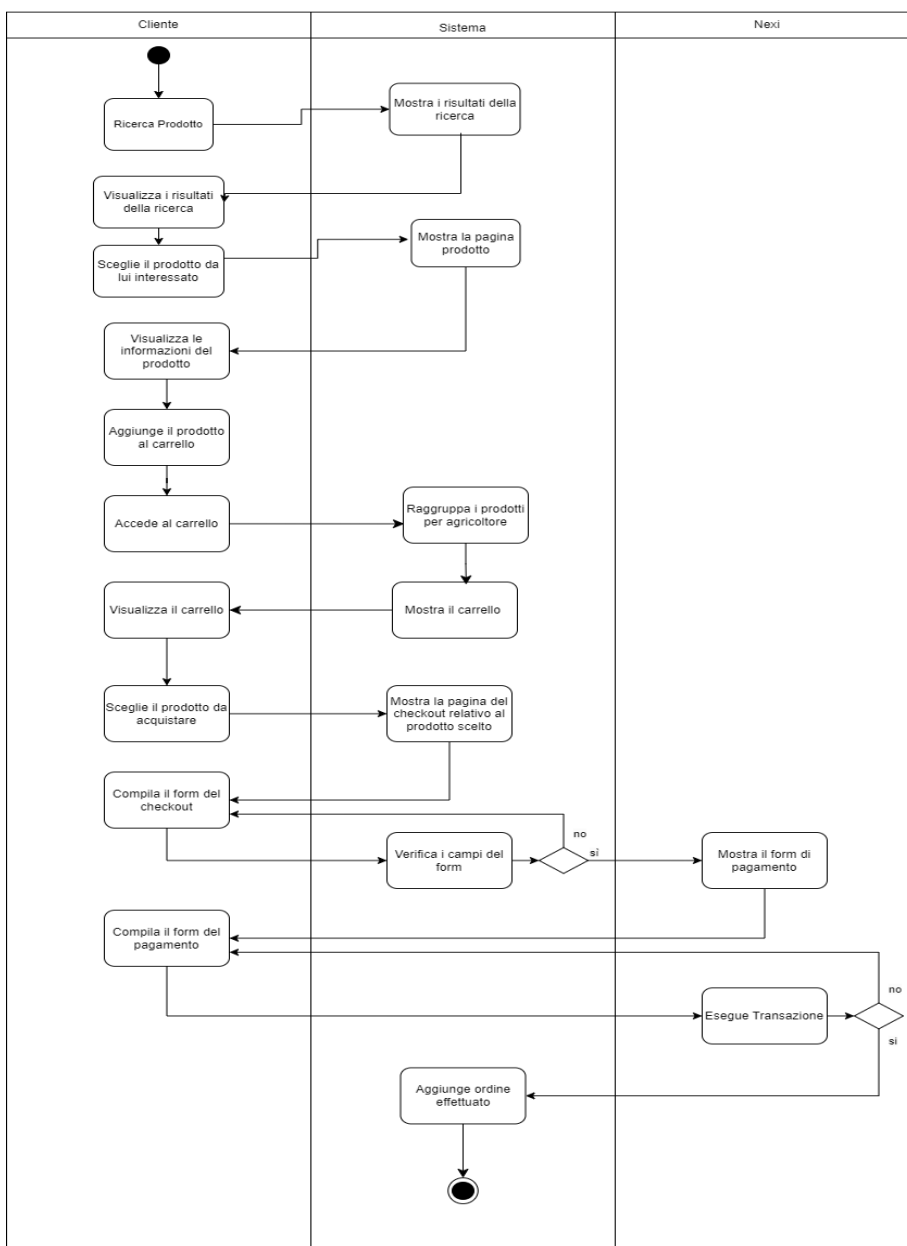 Cliente
Sistema
Nexi
Ricerca Prodotto
Mostra i risultati della
ricerca
Visualizza i risultati
della ricerca
Sceglie il prodotto da
lui interessato
Mostra la pagina
prodotto
Visualizza le
informazioni del
prodotto
Aggiunge il prodotto
al carrello
Accede al carrello
Raggruppa i prodotti
per agricoltore
Visualizza il carrello
Mostra il carrello
Sceglie il prodotto da
acquistare
Mostra la pagina del
checkout relativo al
prodotto scelto
Compila il form del
checkout
Verifica i campi del
form
no
sì
Mostra il form di
pagamento
Compila il form del
pagamento
Esegue Transazione
no
si
Aggiunge ordine
effettuato